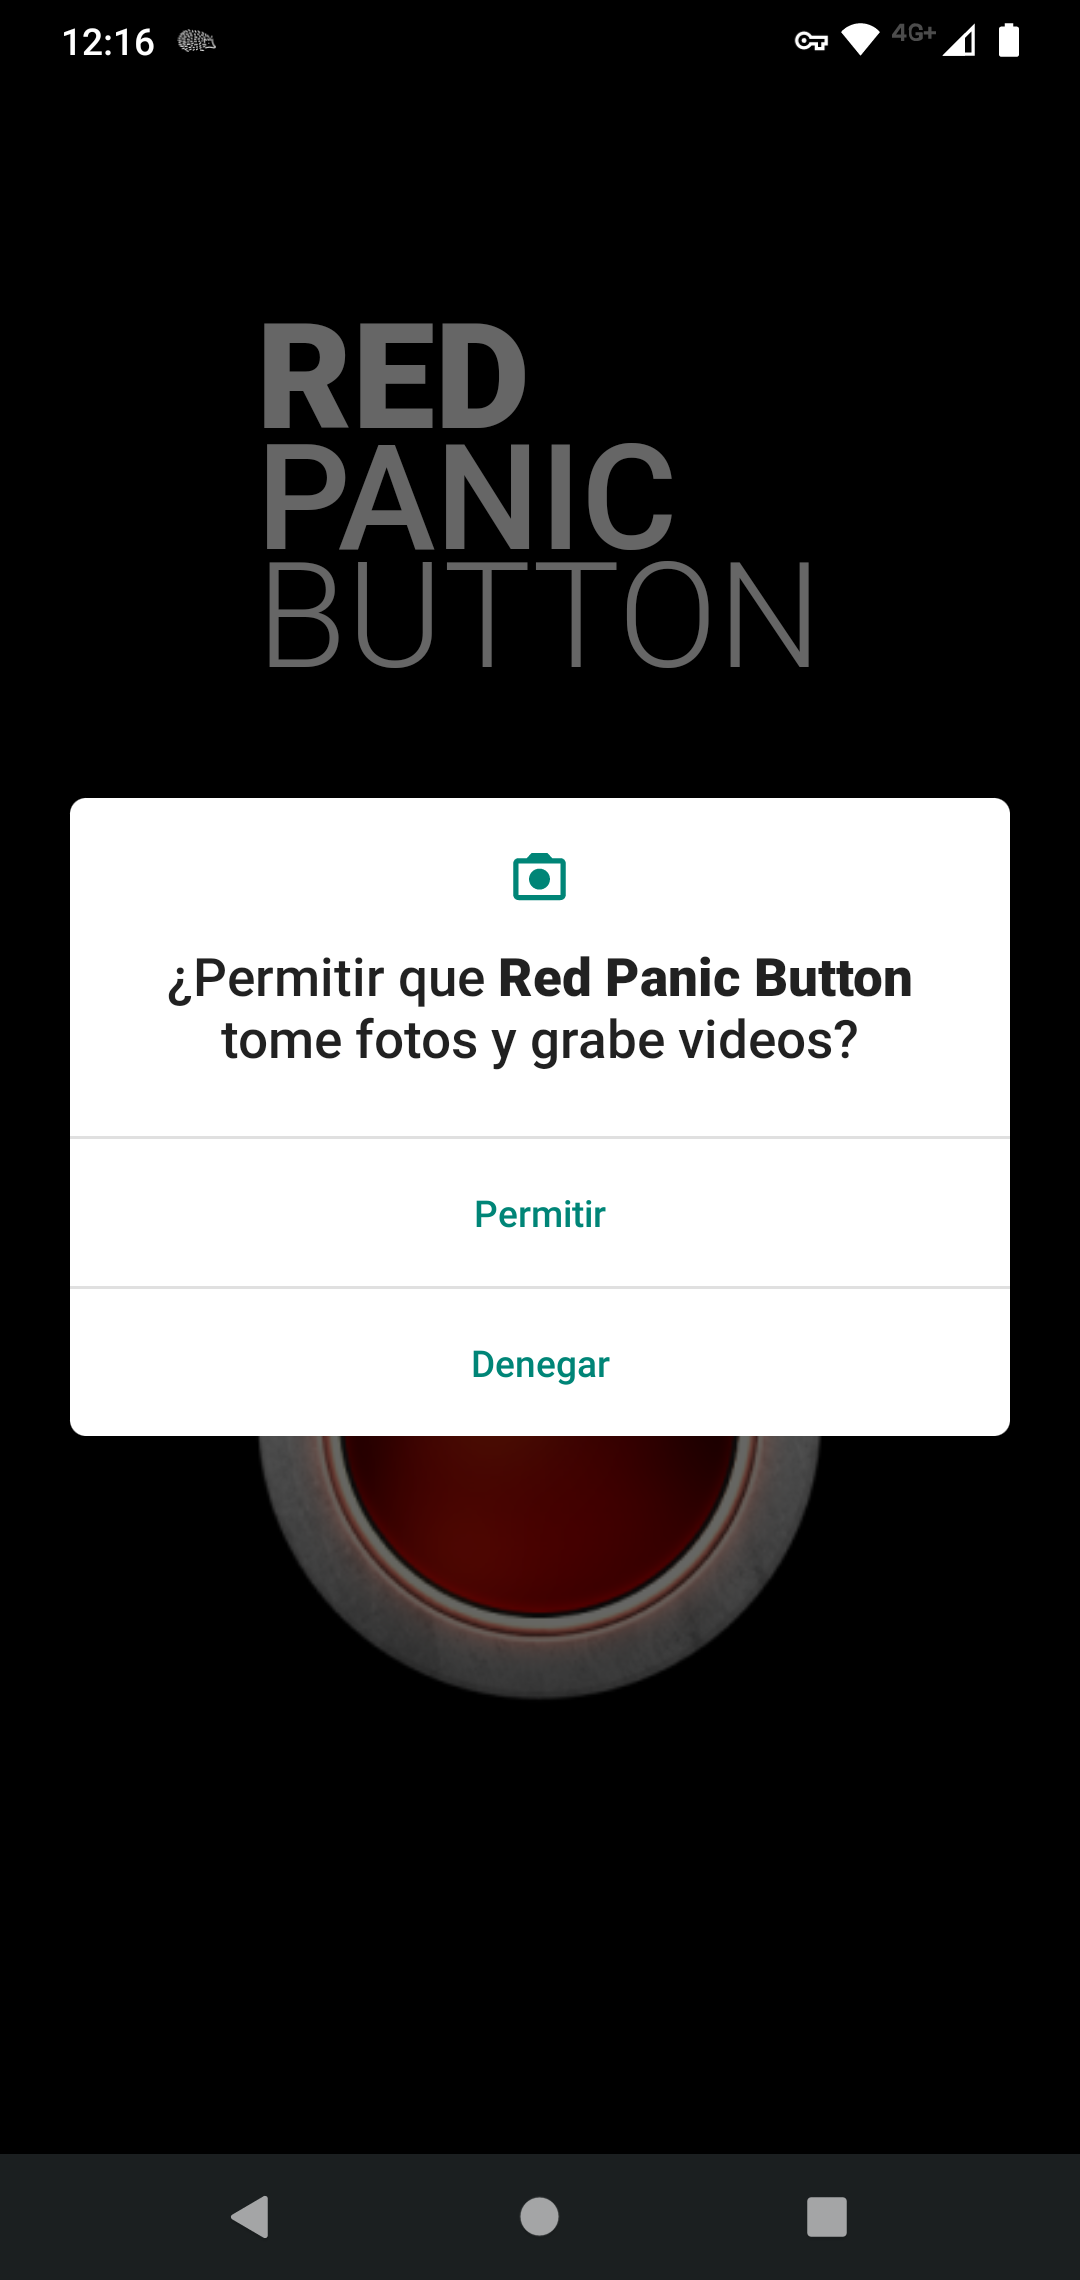 12:16
4G+
RED
PANIC
BUTTON
¿Permitir que Red Panic Button
tome fotos y grabe videos?
Permitir
Denegar